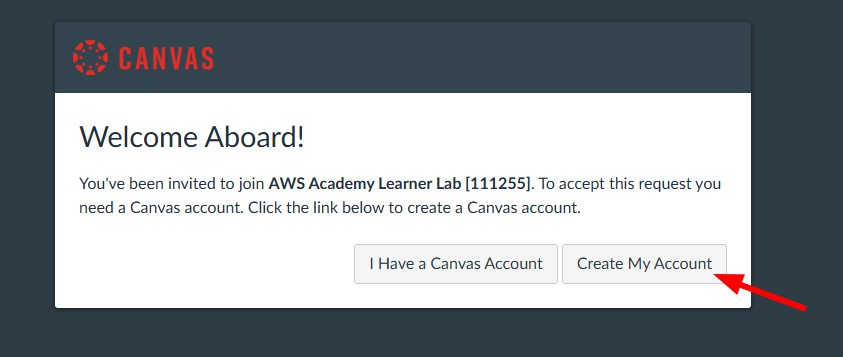 CANVAS
Welcome Aboard!
You've been invited to join AWS Academy Learner Lab [111255]. To accept this request you
need a Canvas account. Click the link below to create a Canvas account.
I Have a Canvas Account Create My Account